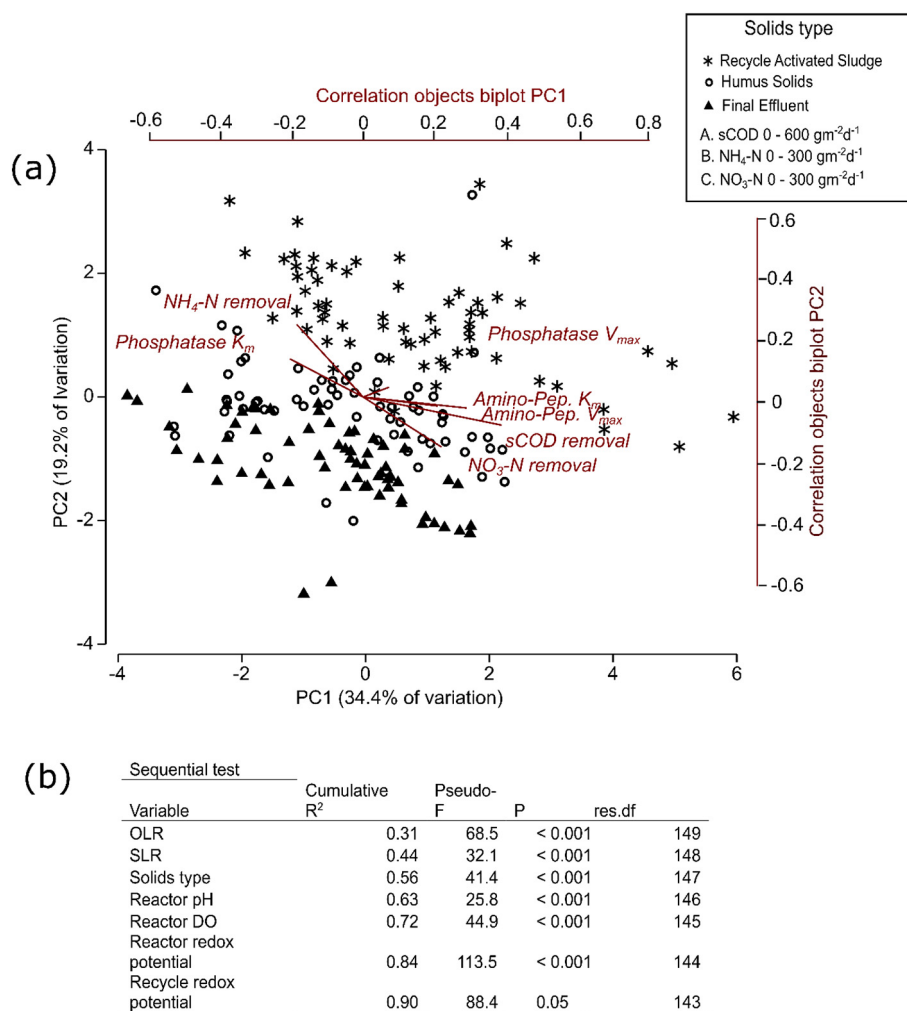 Solids type
Recycle Activated Sludge
Humus Solids
Final Effluent
A. sCOD 0 - 600 gm⁻²d⁻¹
B. NH₄-N 0 - 300 gm⁻²d⁻¹
C. NO₃-N 0 - 300 gm⁻²d⁻¹
(a)
Correlation objects biplot PC1
-0.6 -0.4 -0.2 0 0.2 0.4 0.6 0.8
4
2
0
-2
-4
PC2 (19.2% of lvariation)
NH₄-N removal
Phosphatase Kₘ
Phosphatase Vₘₐₓ
Amino-Pep. Kₘ
Amino-Pep. Vₘₐₓ
sCOD removal
NO₃-N removal
0.6
0.4
0.2
0
-0.2
-0.4
-0.6
Correlation objects biplot PC2
-4 -2 0 2 4 6
PC1 (34.4% of variation)
(b)
Sequential test
Cumulative Pseudo-
Variable R² F P res.df
OLR 0.31 68.5 < 0.001 149
SLR 0.44 32.1 < 0.001 148
Solids type 0.56 41.4 < 0.001 147
Reactor pH 0.63 25.8 < 0.001 146
Reactor DO 0.72 44.9 < 0.001 145
Reactor redox
potential 0.84 113.5 < 0.001 144
Recycle redox
potential 0.90 88.4 0.05 143